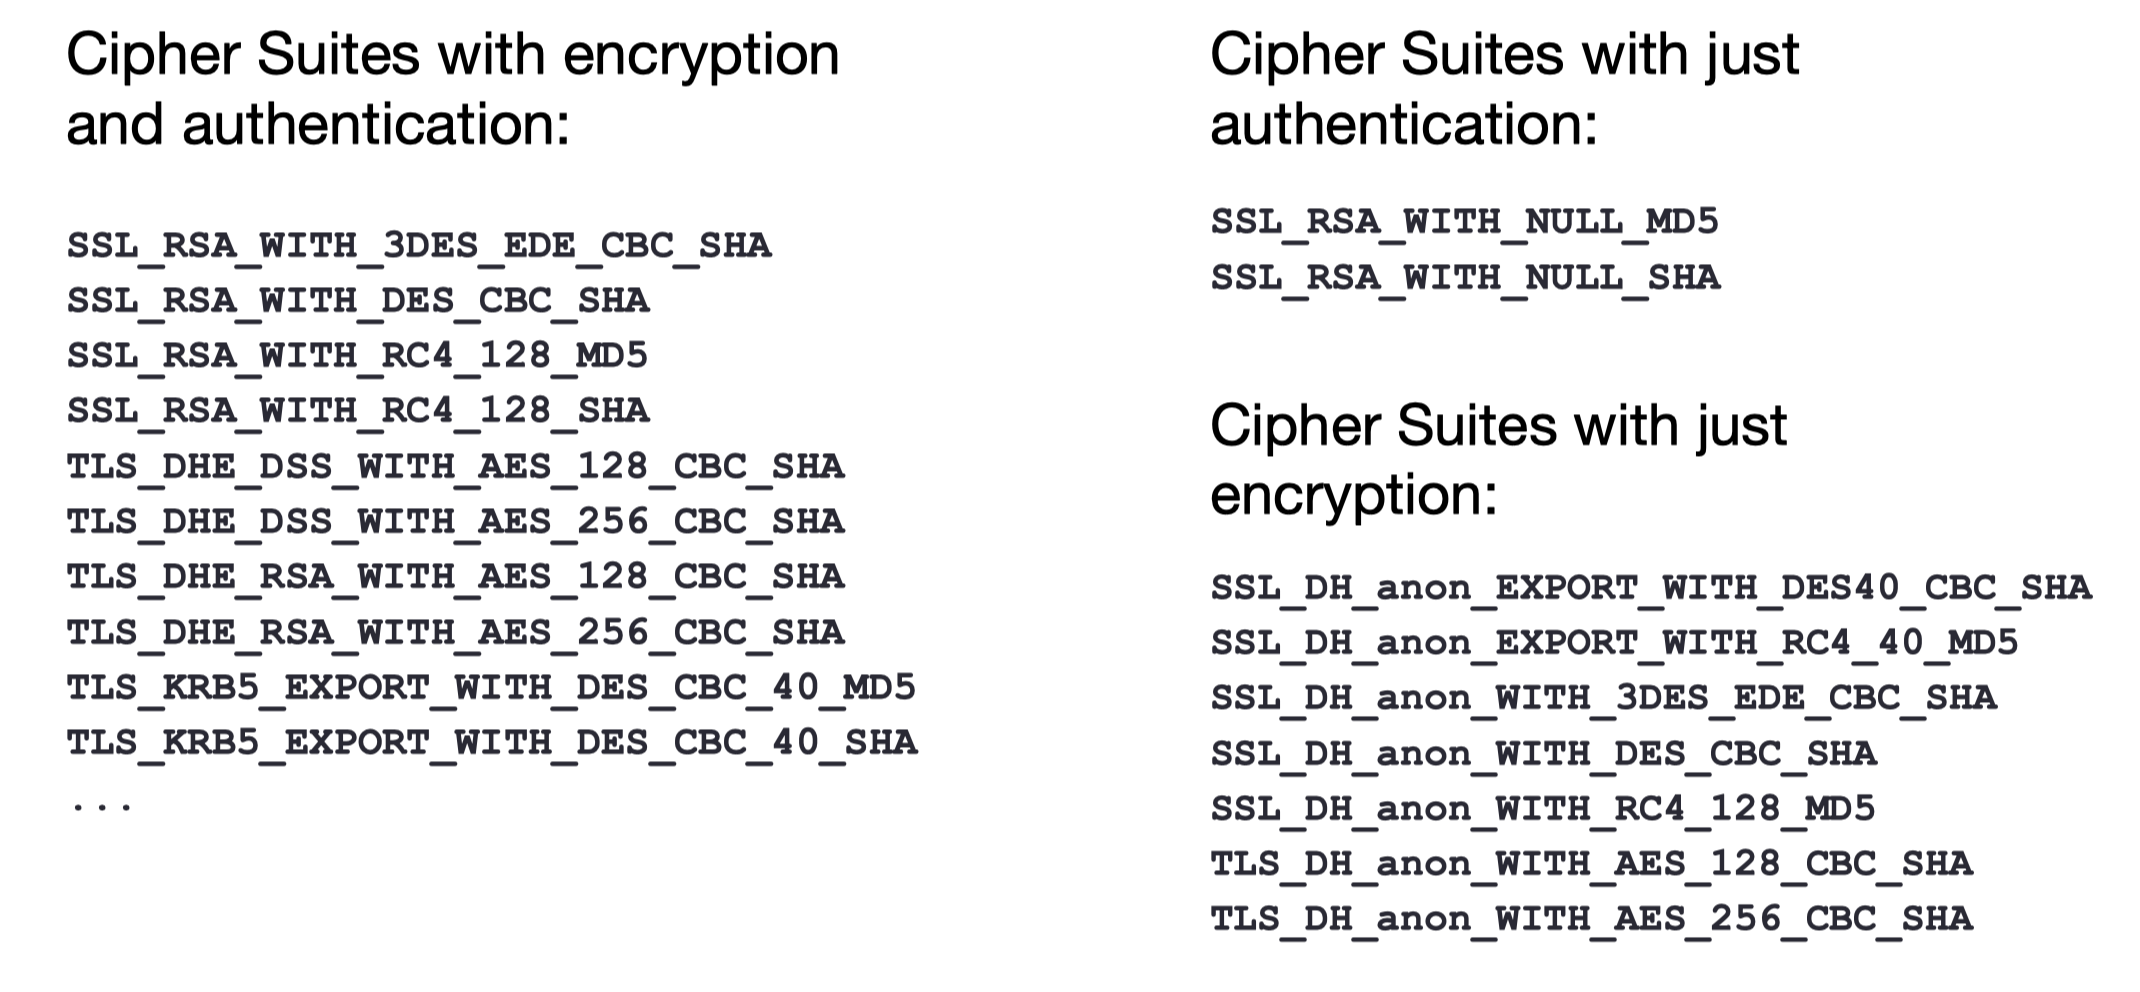 Cipher Suites with encryption
and authentication:
SSL_RSA_WITH_3DES_EDE_CBC_SHA
SSL_RSA_WITH_DES_CBC_SHA
SSL_RSA_WITH_RC4_128_MD5
SSL_RSA_WITH_RC4_128_SHA
TLS_DHE_DSS_WITH_AES_128_CBC_SHA
TLS_DHE_DSS_WITH_AES_256_CBC_SHA
TLS_DHE_RSA_WITH_AES_128_CBC_SHA
TLS_DHE_RSA_WITH_AES_256_CBC_SHA
TLS_KRB5_EXPORT_WITH_DES_CBC_40_MD5
TLS_KRB5_EXPORT_WITH_DES_CBC_40_SHA
...
Cipher Suites with just
authentication:
SSL_RSA_WITH_NULL_MD5
SSL_RSA_WITH_NULL_SHA
Cipher Suites with just
encryption:
SSL_DH_anon_EXPORT_WITH_DES40_CBC_SHA
SSL_DH_anon_EXPORT_WITH_RC4_40_MD5
SSL_DH_anon_WITH_3DES_EDE_CBC_SHA
SSL_DH_anon_WITH_DES_CBC_SHA
SSL_DH_anon_WITH_RC4_128_MD5
TLS_DH_anon_WITH_AES_128_CBC_SHA
TLS_DH_anon_WITH_AES_256_CBC_SHA